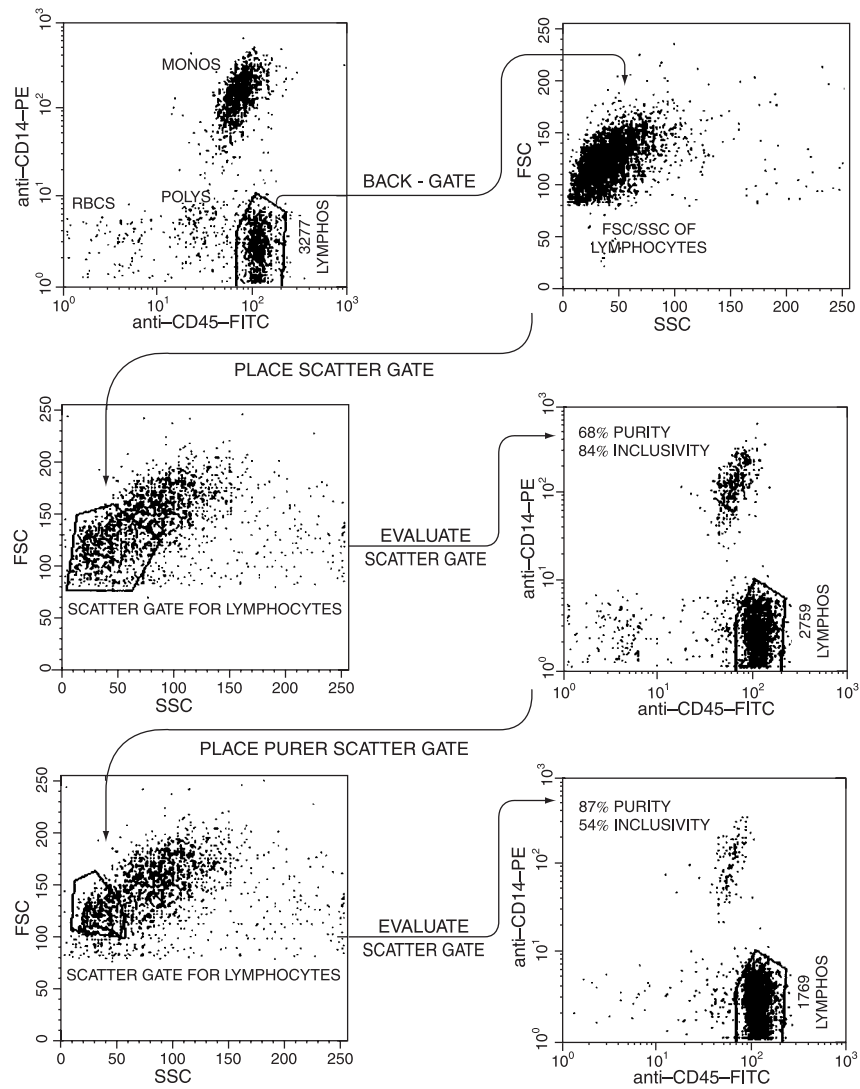 10³
10²
10¹
10⁰
anti–CD14–PE
MONOS
RBCS
POLYS
3277
LYMPHOS
10⁰
10¹
10²
10³
anti–CD45–FITC
BACK - GATE
250
200
150
100
50
0
FSC
FSC/SSC OF
LYMPHOCYTES
0
50
100
150
200
250
SSC
PLACE SCATTER GATE
250
200
150
100
50
0
FSC
SCATTER GATE FOR LYMPHOCYTES
0
50
100
150
200
250
SSC
EVALUATE
SCATTER GATE
10³
10²
10¹
10⁰
anti–CD14–PE
68% PURITY
84% INCLUSIVITY
2759
LYMPHOS
10⁰
10¹
10²
10³
anti–CD45–FITC
PLACE PURER SCATTER GATE
250
200
150
100
50
0
FSC
SCATTER GATE FOR LYMPHOCYTES
0
50
100
150
200
250
SSC
EVALUATE
SCATTER GATE
10³
10²
10¹
10⁰
anti–CD14–PE
87% PURITY
54% INCLUSIVITY
1769
LYMPHOS
10⁰
10¹
10²
10³
anti–CD45–FITC